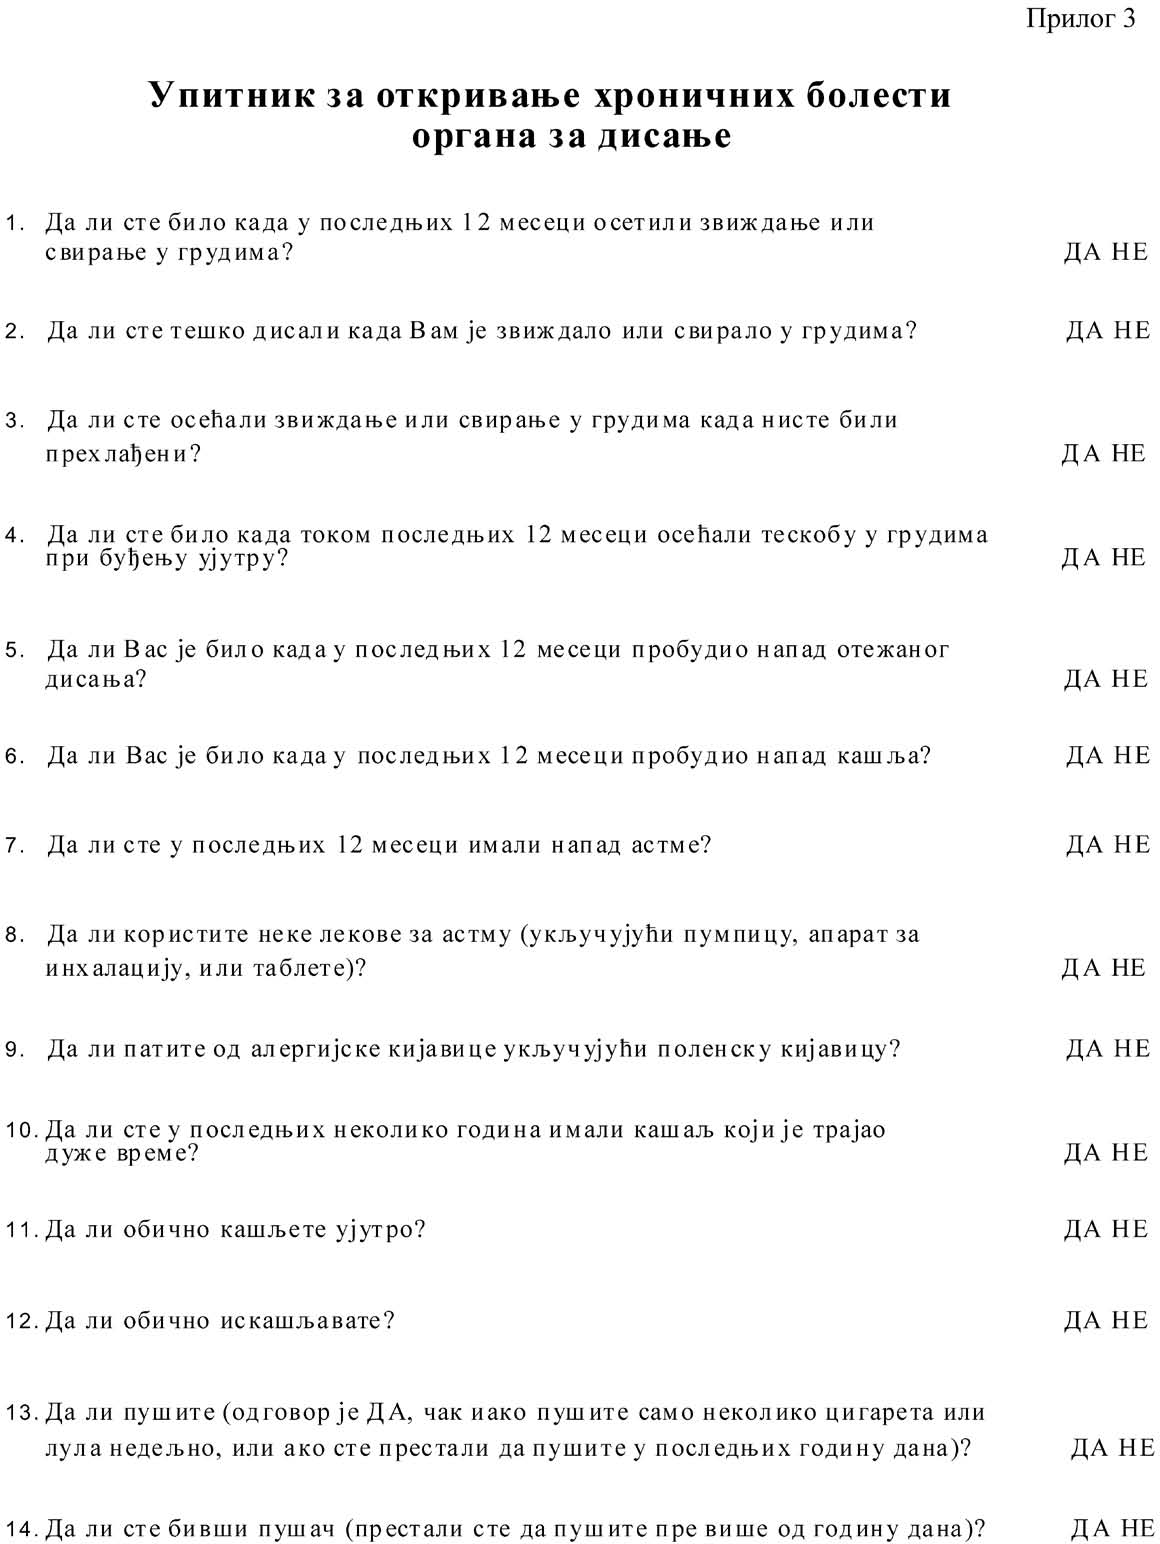 Прилог 3
Упитник за откривање хроничних болести
органа за дисање
1. Да ли сте било када у последњих 12 месеци осетили звиждање или
свирање у грудима? ДА НЕ
2. Да ли сте тешко дисали када Вам је звиждало или свирало у грудима? ДА НЕ
3. Да ли сте осећали звиждање или свирање у грудима када нисте били
прехлађени? ДА НЕ
4. Да ли сте било када током последњих 12 месеци осећали тескобу у грудима
при буђењу ујутру? ДА НЕ
5. Да ли Вас је било када у последњих 12 месеци пробудио напад отежаног
дисања? ДА НЕ
6. Да ли Вас је било када у последњих 12 месеци пробудио напад кашља? ДА НЕ
7. Да ли сте у последњих 12 месеци имали напад астме? ДА НЕ
8. Да ли користите неке лекове за астму (укључујући пумпицу, апарат за
инхалацију, или таблете)? ДА НЕ
9. Да ли патите од алергијске кијавице укључујући поленску кијавицу? ДА НЕ
10. Да ли сте у последњих неколико година имали кашаљ који је трајао
дуже време? ДА НЕ
11. Да ли обично кашљете ујутро? ДА НЕ
12. Да ли обично искашљавате? ДА НЕ
13. Да ли пушите (одговор је ДА, чак иако пушите само неколико цигарета или
лула недељно, или ако сте престали да пушите у последњих годину дана)? ДА НЕ
14. Да ли сте бивши пушач (престали сте да пушите пре више од годину дана)? ДА НЕ